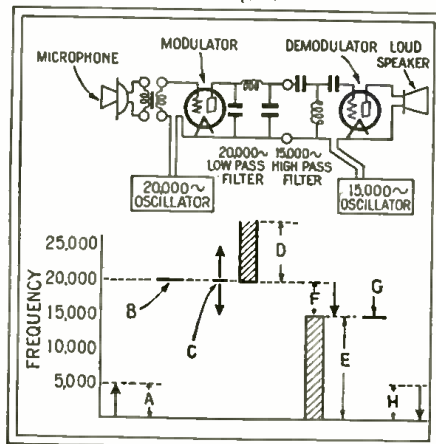 MODULATOR
DEMODULATOR
LOUD
SPEAKER
MICROPHONE
20,000~
LOW PASS
FILTER
15,000~
HIGH PASS
FILTER
20,000~
OSCILLATOR
15,000~
OSCILLATOR
FREQUENCY
25,000
20,000
15,000
10,000
5,000
A
B
C
D
F
E
G
H